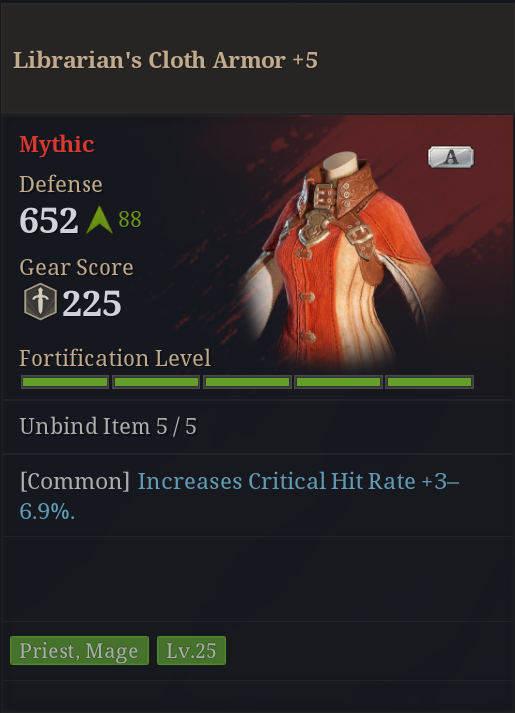 Librarian's Cloth Armor +5
Mythic
A
Defense
652 88
Gear Score
225
Fortification Level
Unbind Item 5 / 5
[Common] Increases Critical Hit Rate +3–
6.9%.
Priest, Mage Lv.25